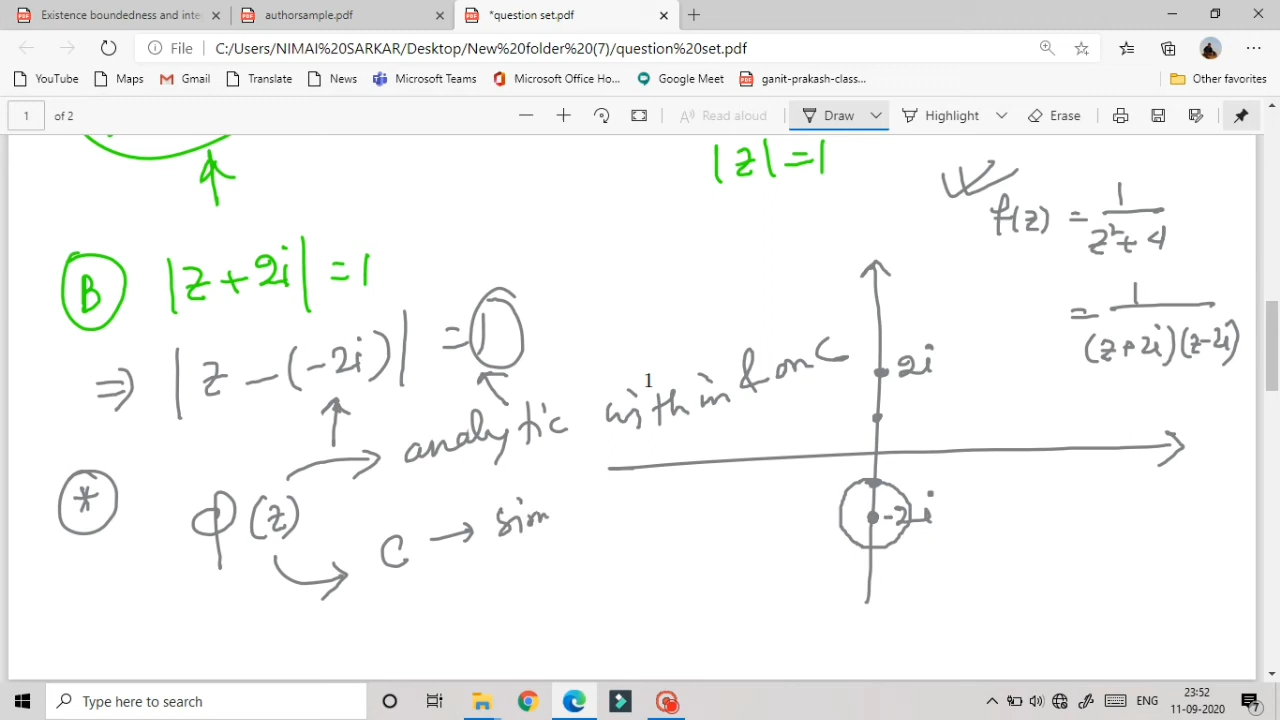 Existence boundedness and inte
authorsample.pdf
*question set.pdf
File
C:/Users/NIMAI%20SARKAR/Desktop/New%20folder%20(7)/question%20set.pdf
YouTube
Maps
Gmail
Translate
News
Microsoft Teams
Microsoft Office Ho...
Google Meet
ganit-prakash-class...
Other favorites
1 of 2
Read aloud
Draw
Highlight
Erase
|z| = 1
f(z) = 1/(z²+4)
= 1/((z+2i)(z-2i))
B |z+2i| = 1
⇒ |z-(-2i)| = 1
analytic within & on C
* φ(z)
C → sim
2i
-2i
Type here to search
ENG
23:52
11-09-2020
7